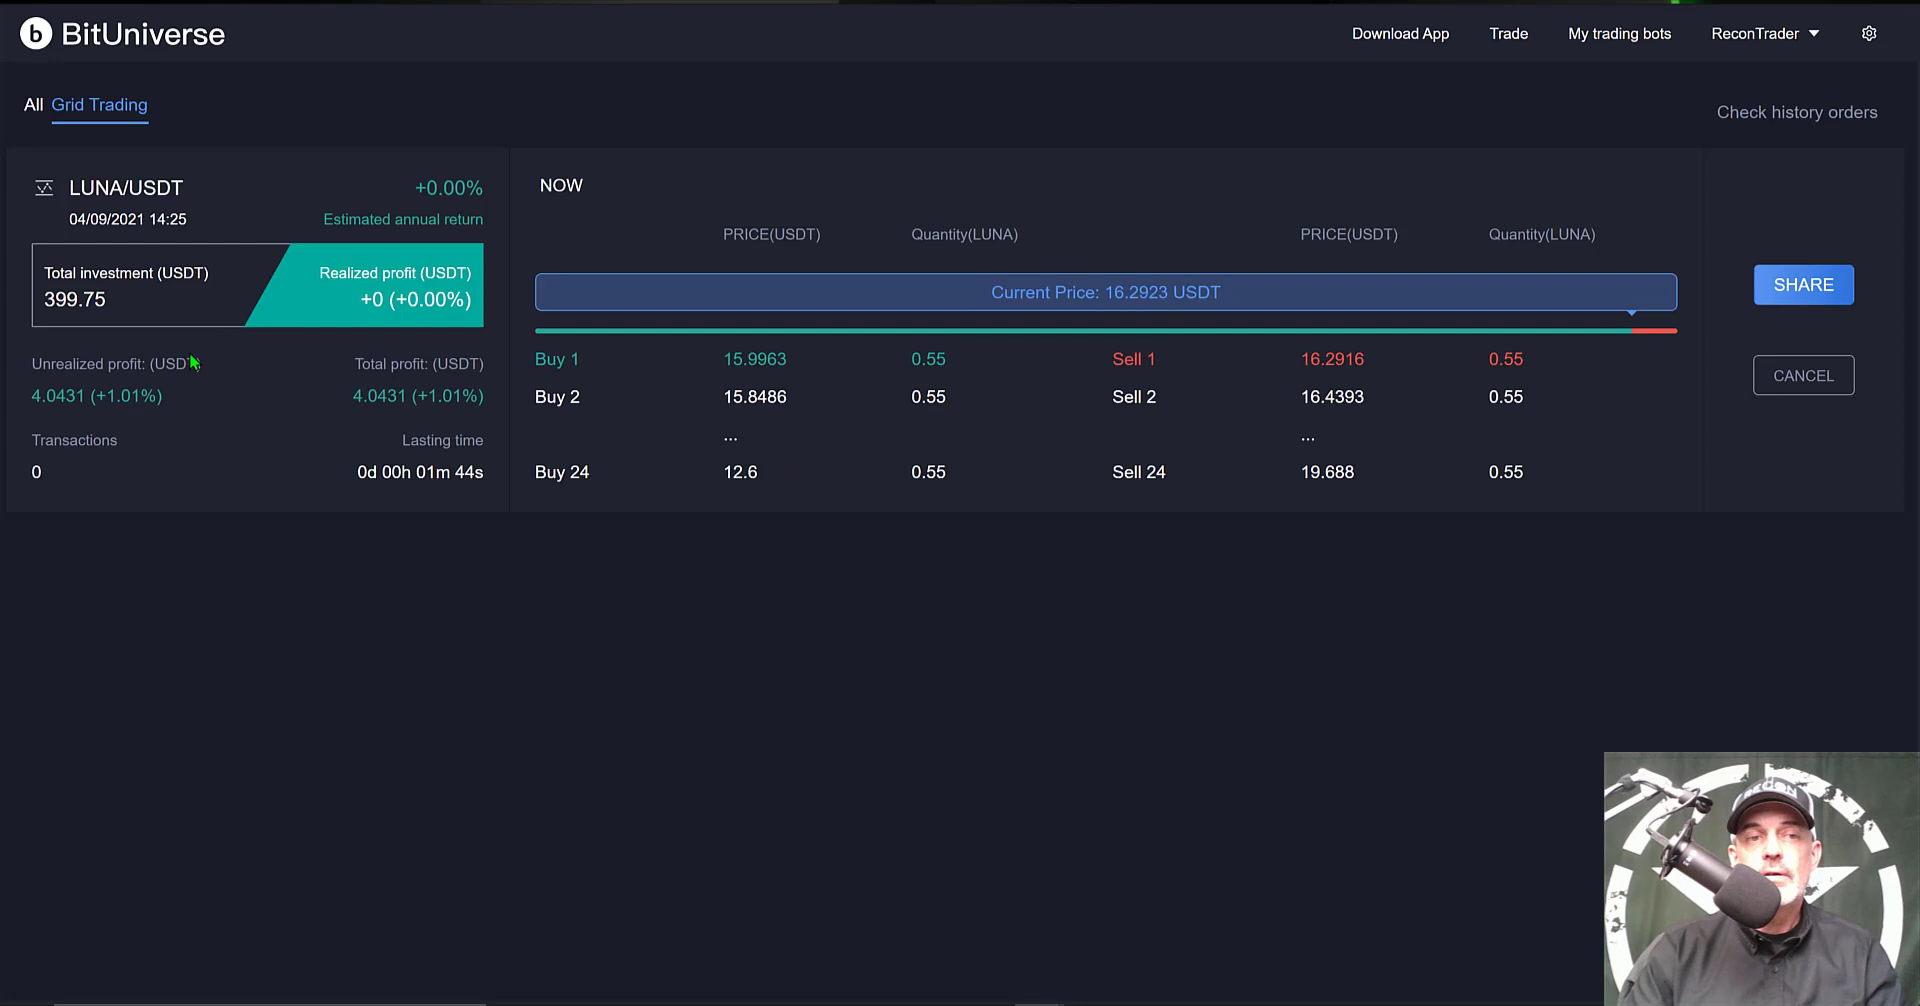 b BitUniverse
Download App
Trade
My trading bots
ReconTrader
All
Grid Trading
Check history orders
LUNA/USDT
+0.00%
04/09/2021 14:25
Estimated annual return
Total investment (USDT)
399.75
Realized profit (USDT)
+0 (+0.00%)
Unrealized profit: (USDT)
4.0431 (+1.01%)
Total profit: (USDT)
4.0431 (+1.01%)
Transactions
0
Lasting time
0d 00h 01m 44s
NOW
PRICE(USDT) Quantity(LUNA) PRICE(USDT) Quantity(LUNA)
Current Price: 16.2923 USDT
Buy 1 15.9963 0.55 Sell 1 16.2916 0.55
Buy 2 15.8486 0.55 Sell 2 16.4393 0.55
... ...
Buy 24 12.6 0.55 Sell 24 19.688 0.55
SHARE
CANCEL
RECON